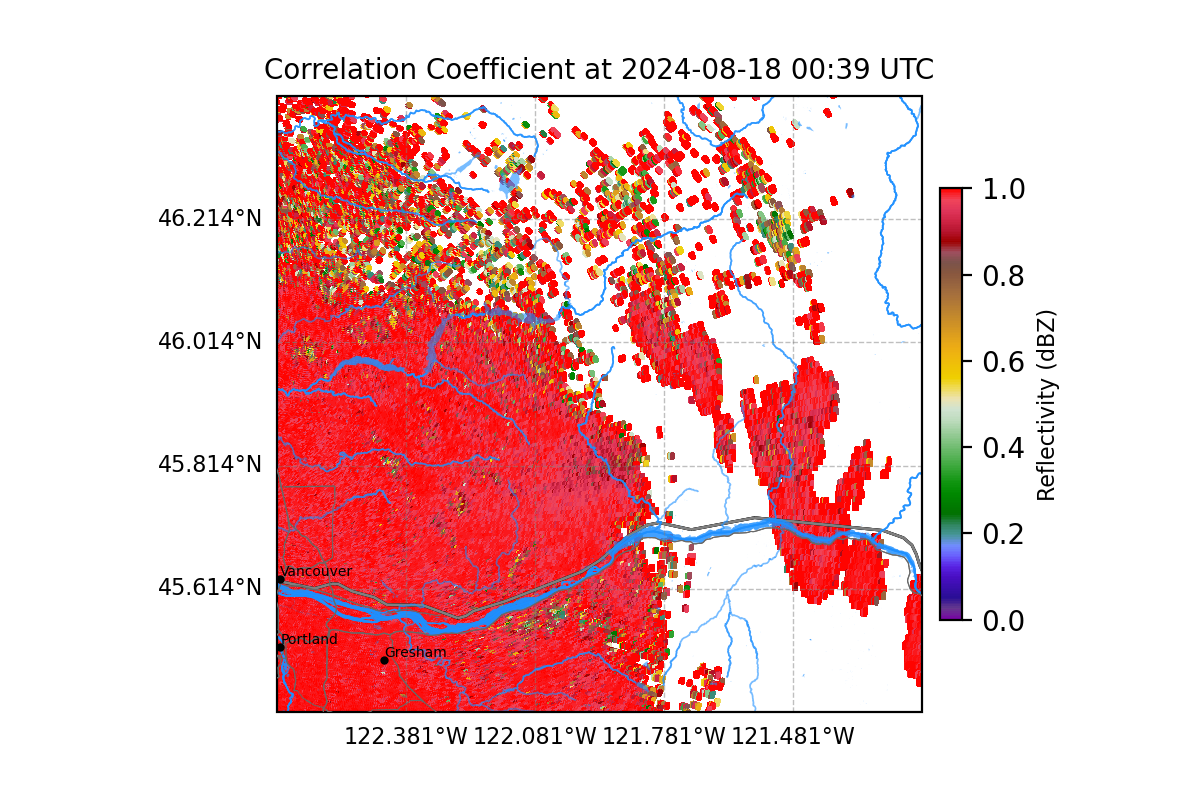 Correlation Coefficient at 2024-08-18 00:39 UTC
46.214°N
46.014°N
45.814°N
45.614°N
Vancouver
Portland
Gresham
122.381°W 122.081°W 121.781°W 121.481°W
1.0
0.8
0.6
0.4
0.2
0.0
Reflectivity (dBZ)